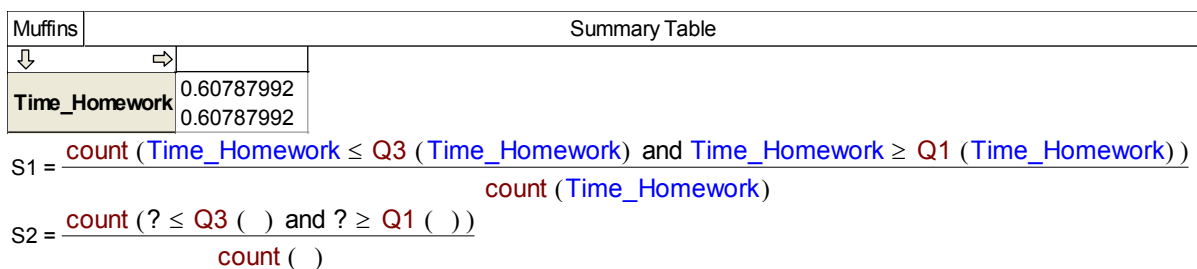 Muffins Summary Table
Time_Homework 0.60787992
0.60787992
S1 = count (Time_Homework ≤ Q3 (Time_Homework) and Time_Homework ≥ Q1 (Time_Homework))
count (Time_Homework)
S2 = count (? ≤ Q3 ( ) and ? ≥ Q1 ( ))
count ( )